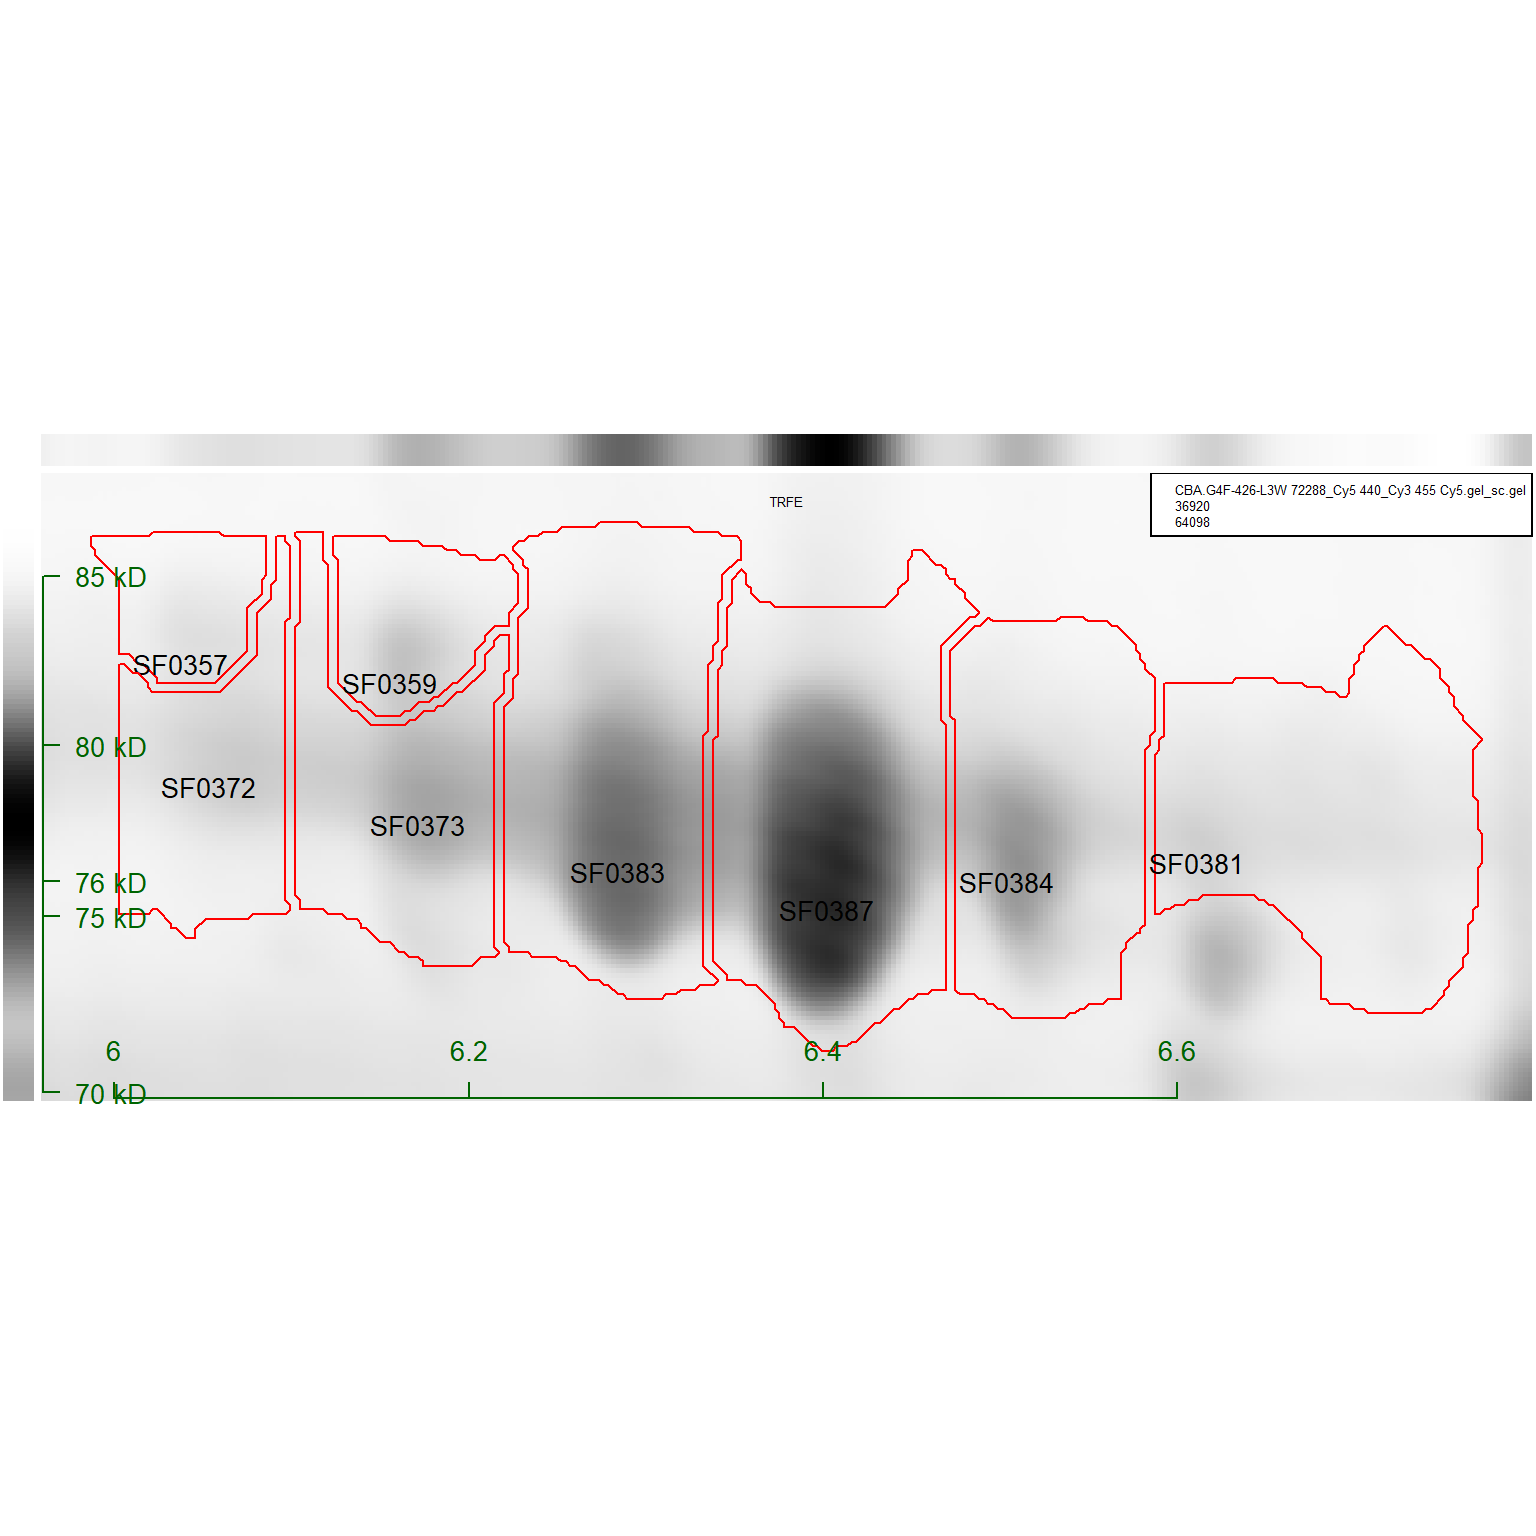 CBA.G4F-426-L3W 72288_Cy5 440_Cy3 455 Cy5.gel_sc.gel
36920
64098
TRFE
85 kD
SF0357
SF0359
80 kD
SF0372
SF0373
SF0383
76 kD
SF0384
SF0381
75 kD
SF0387
6
6.2
6.4
6.6
70 kD